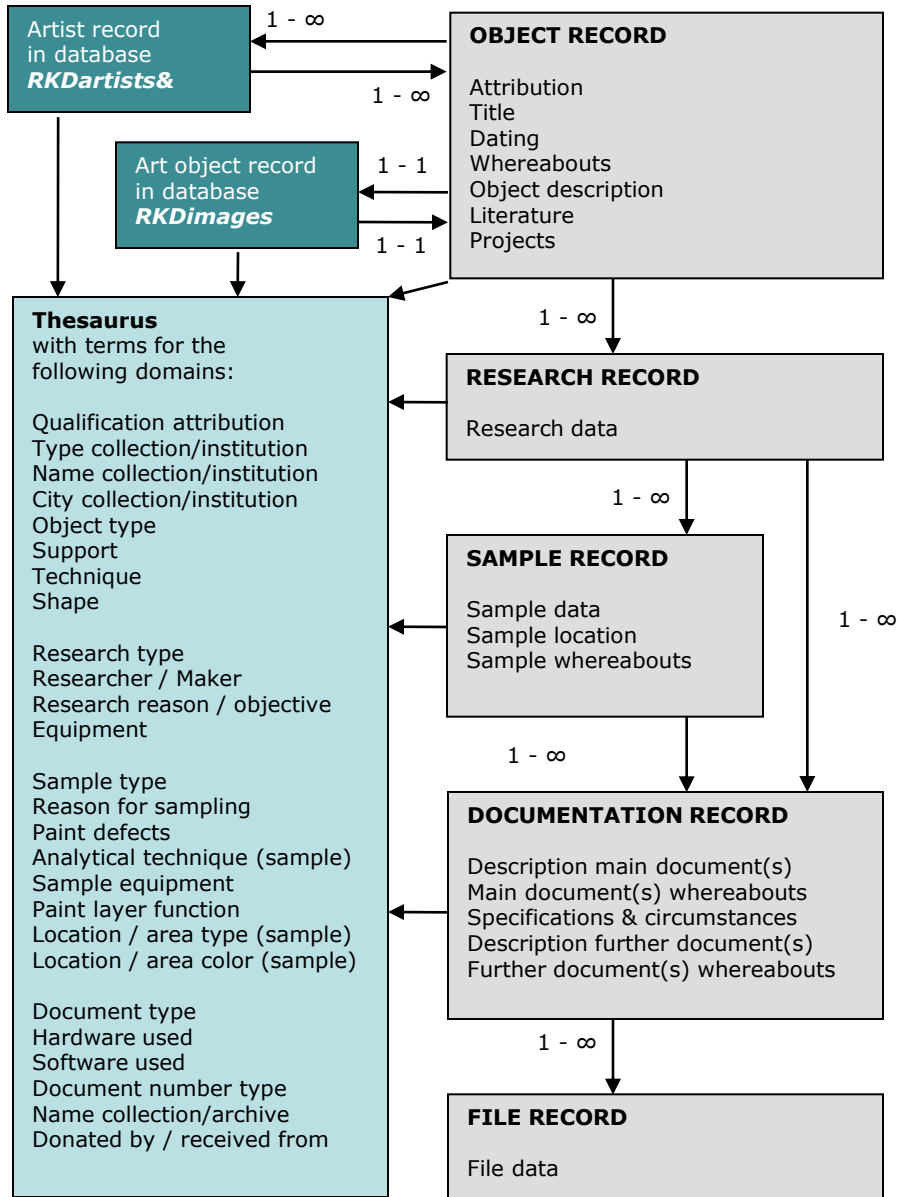 Artist record
in database
RKDartists&
1 - ∞
1 - ∞
Art object record
in database
RKDimages
1 - 1
1 - 1
OBJECT RECORD
Attribution
Title
Dating
Whereabouts
Object description
Literature
Projects
1 - ∞
Thesaurus
with terms for the
following domains:
Qualification attribution
Type collection/institution
Name collection/institution
City collection/institution
Object type
Support
Technique
Shape
Research type
Researcher / Maker
Research reason / objective
Equipment
Sample type
Reason for sampling
Paint defects
Analytical technique (sample)
Sample equipment
Paint layer function
Location / area type (sample)
Location / area color (sample)
Document type
Hardware used
Software used
Document number type
Name collection/archive
Donated by / received from
RESEARCH RECORD
Research data
1 - ∞
1 - ∞
SAMPLE RECORD
Sample data
Sample location
Sample whereabouts
1 - ∞
DOCUMENTATION RECORD
Description main document(s)
Main document(s) whereabouts
Specifications & circumstances
Description further document(s)
Further document(s) whereabouts
1 - ∞
FILE RECORD
File data